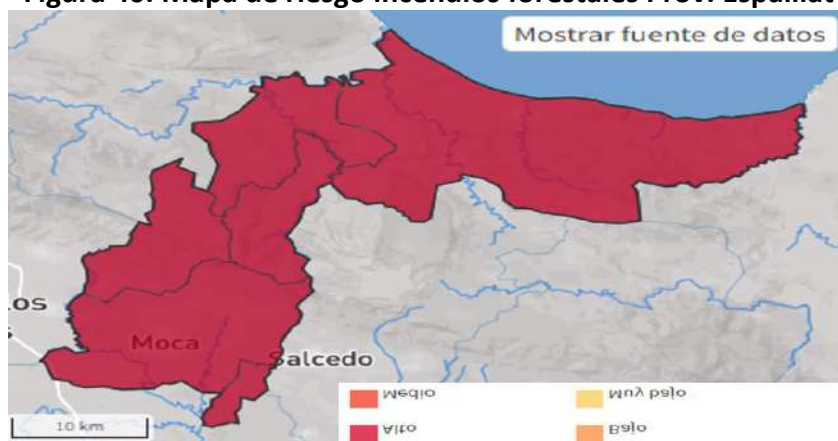 Figura 40. Mapa de Riesgo Incendios forestales Prov. Espaillat
Mostrar fuente de datos
LOS
Moca
Salcedo
Medio
Muy bajo
10 km
Alto
Bajo